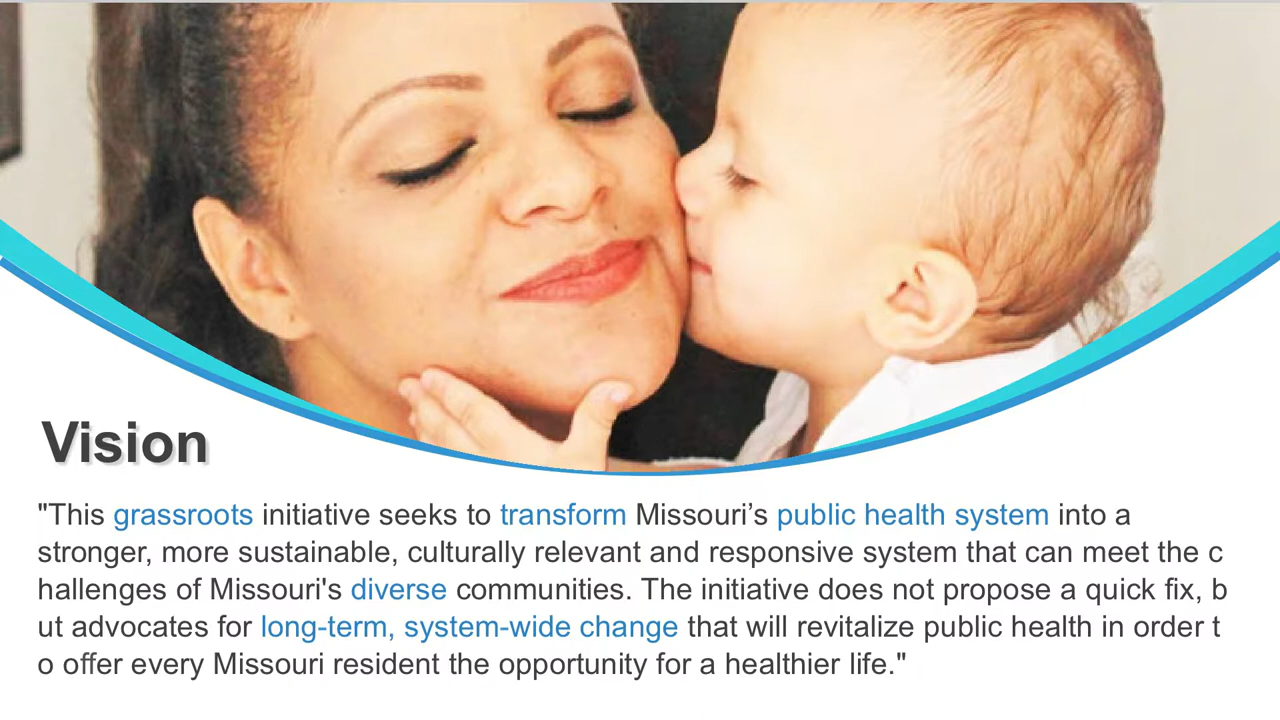 Vision
"This grassroots initiative seeks to transform Missouri’s public health system into a
stronger, more sustainable, culturally relevant and responsive system that can meet the c
hallenges of Missouri's diverse communities. The initiative does not propose a quick fix, b
ut advocates for long-term, system-wide change that will revitalize public health in order t
o offer every Missouri resident the opportunity for a healthier life."